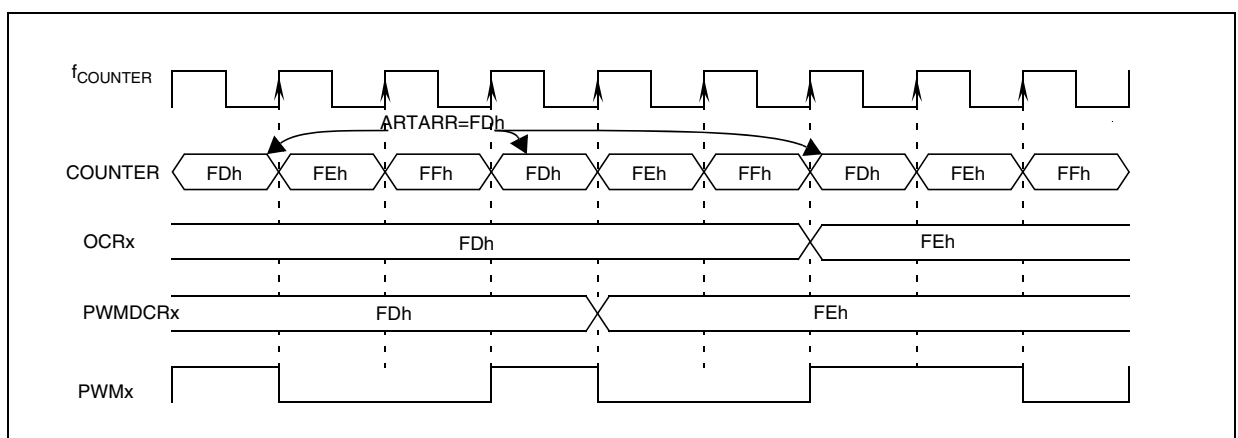 fCOUNTER
ARTARR=FDh
COUNTER FDh FEh FFh FDh FEh FFh FDh FEh FFh
OCRx FDh FEh
PWMDCRx FDh FEh
PWMx